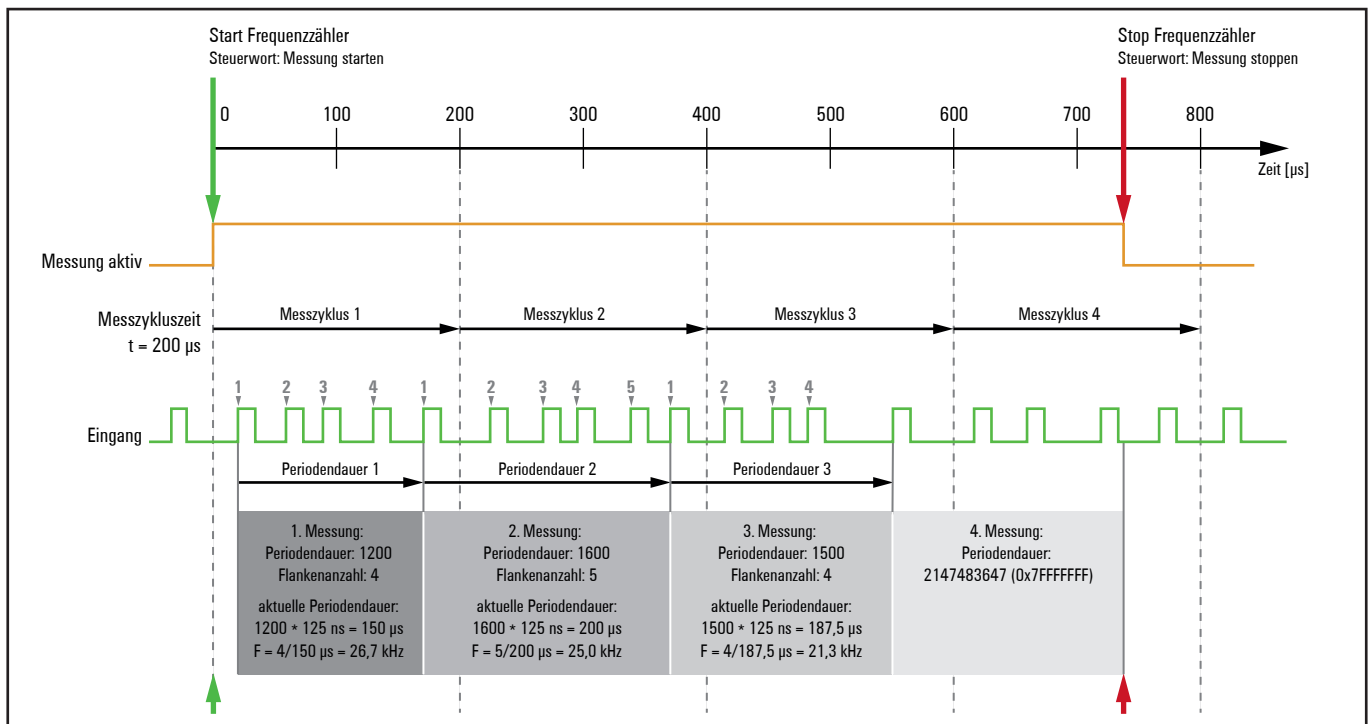 Start Frequenzzähler
Steuerwort: Messung starten
Stop Frequenzzähler
Steuerwort: Messung stoppen
0 100 200 300 400 500 600 700 800
Zeit [µs]
Messung aktiv
Messzykluszeit
t = 200 µs
Messzyklus 1 Messzyklus 2 Messzyklus 3 Messzyklus 4
1 2 3 4 1 2 3 4 5 1 2 3 4
Eingang
Periodendauer 1 Periodendauer 2 Periodendauer 3
1. Messung:
Periodendauer: 1200
Flankenanzahl: 4
aktuelle Periodendauer:
1200 * 125 ns = 150 µs
F = 4/150 µs = 26,7 kHz
2. Messung:
Periodendauer: 1600
Flankenanzahl: 5
aktuelle Periodendauer:
1600 * 125 ns = 200 µs
F = 5/200 µs = 25,0 kHz
3. Messung:
Periodendauer: 1500
Flankenanzahl: 4
aktuelle Periodendauer:
1500 * 125 ns = 187,5 µs
F = 4/187,5 µs = 21,3 kHz
4. Messung:
Periodendauer:
2147483647 (0x7FFFFFFF)